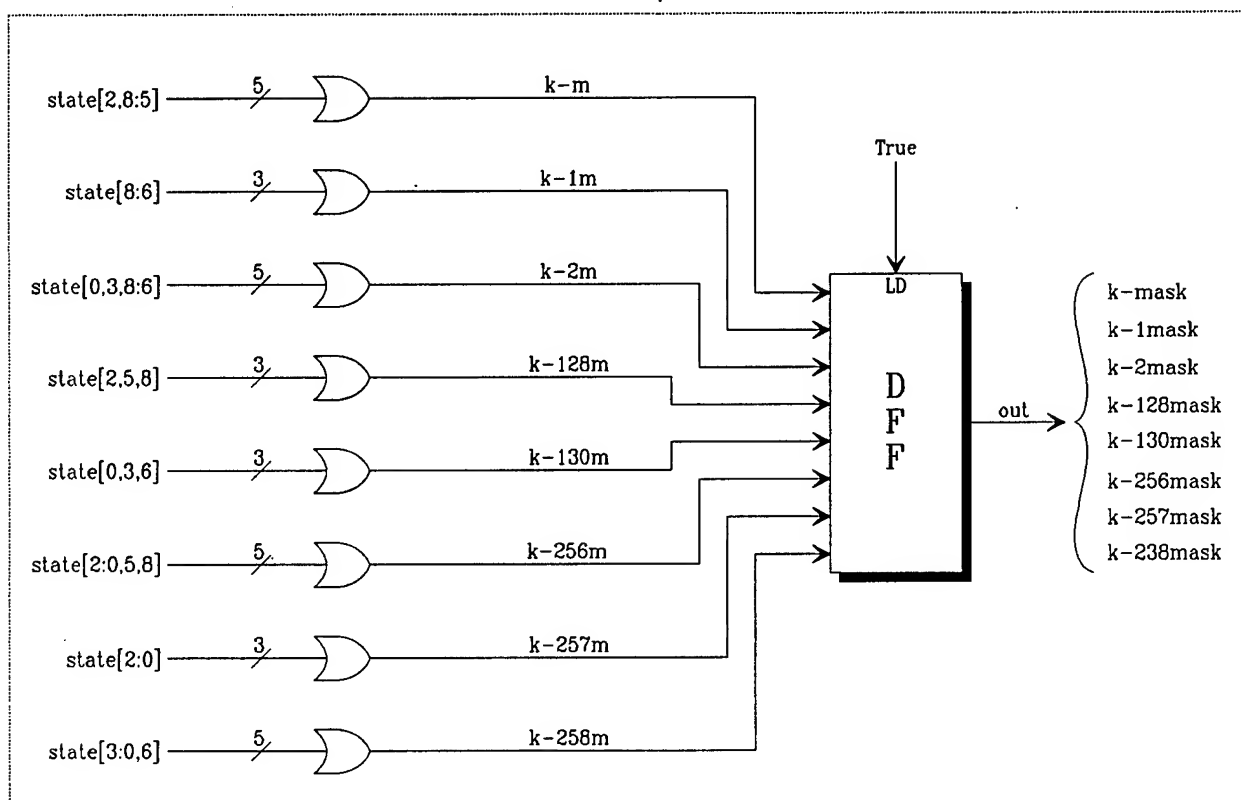 state[2,8:5] 5 k-m
state[8:6] 3 k-1m
state[0,3,8:6] 5 k-2m
state[2,5,8] 3 k-128m
state[0,3,6] 3 k-130m
state[2:0,5,8] 5 k-256m
state[2:0] 3 k-257m
state[3:0,6] 5 k-258m
True
LD
D
F
F
out
k-mask
k-1mask
k-2mask
k-128mask
k-130mask
k-256mask
k-257mask
k-238mask